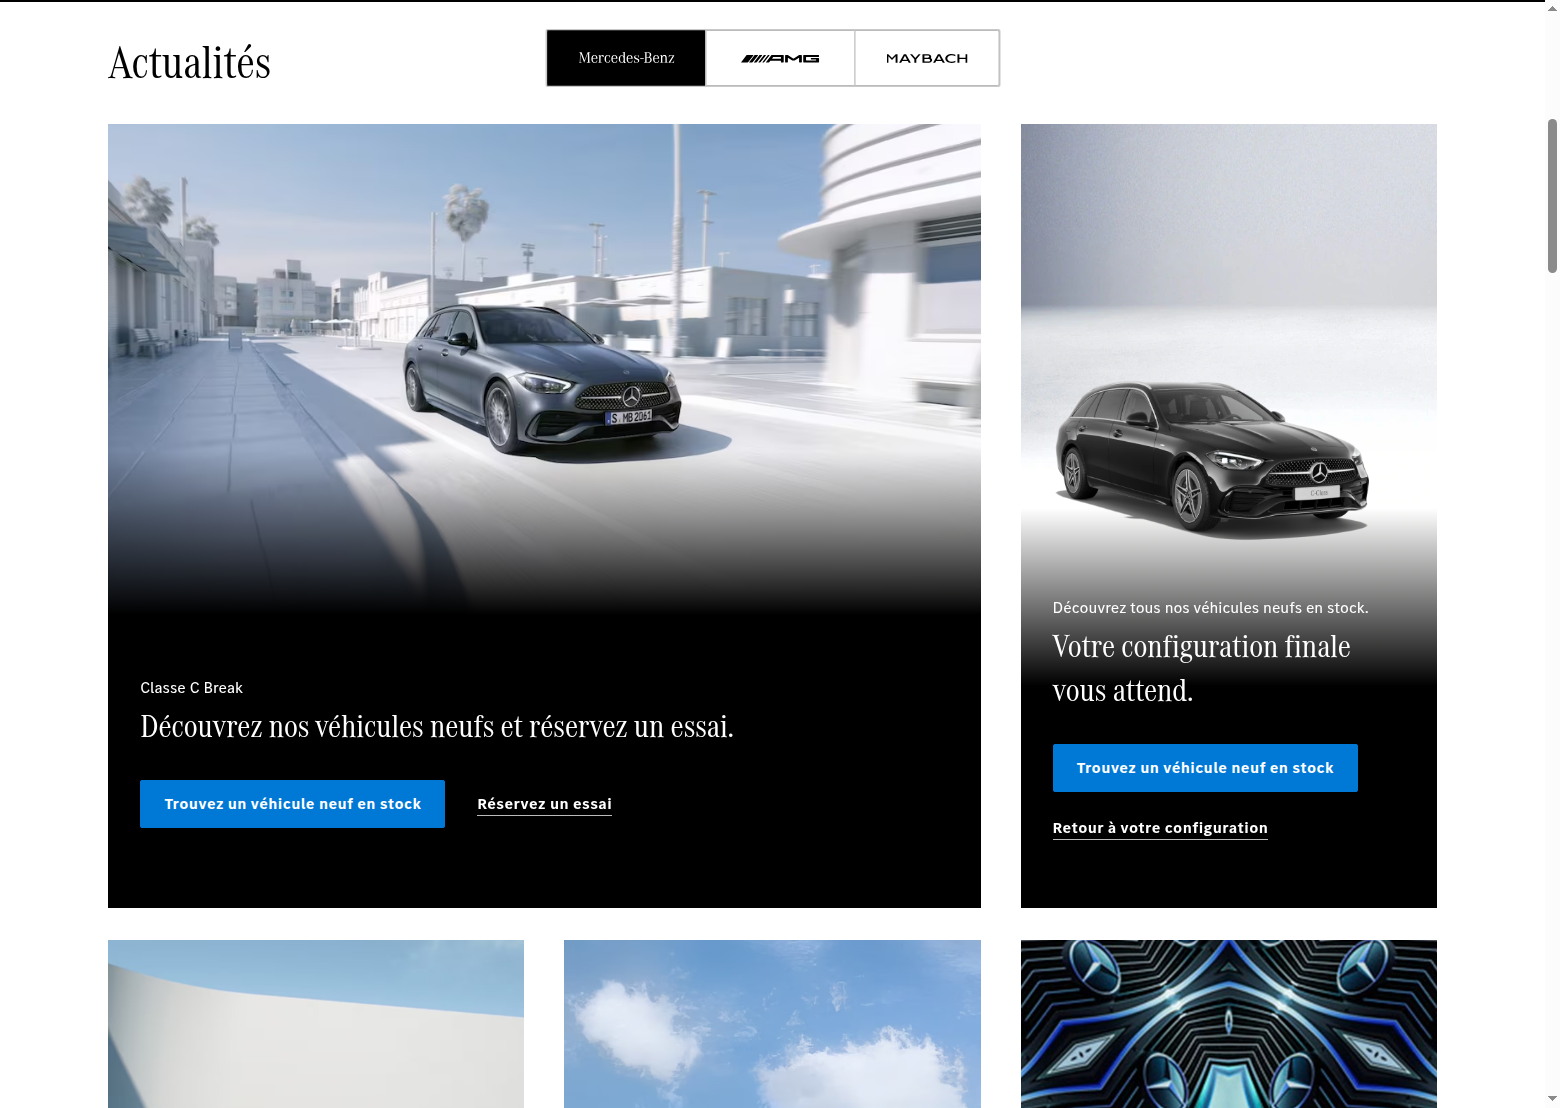 Actualités
Mercedes-Benz
AMG
MAYBACH
S MB 2061
C-Class
Classe C Break
Découvrez nos véhicules neufs et réservez un essai.
Trouvez un véhicule neuf en stock
Réservez un essai
Découvrez tous nos véhicules neufs en stock.
Votre configuration finale
vous attend.
Trouvez un véhicule neuf en stock
Retour à votre configuration